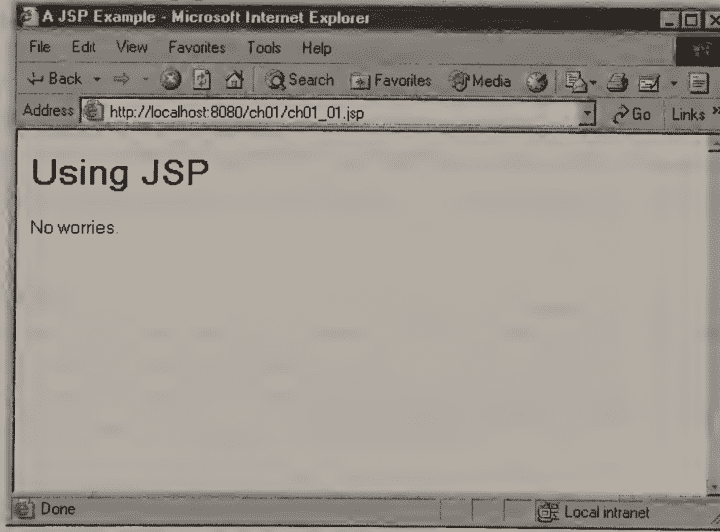 A JSP Example - Microsoft Internet Explorer
File Edit View Favorites Tools Help
Back Search Favorites Media
Address http://localhost:8080/ch01/ch01_01.jsp Go Links »
Using JSP
No worries.
Done Local intranet